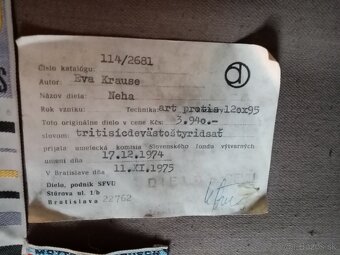 Číslo katalógu: 114/2681
Autor: Eva Krause
Názov diela: Neha
Rok vzniku: Technika: art protis 120x95
Toto originálne dielo v cene Kčs: 3.940.-
slovom: tritisícdeväťstoštyridsať
prijala umelecká komisia Slovenského fondu výtvarných
umení dňa 17.12.1974
V Bratislave dňa 11.XI.1975
Dielo, podnik SFVU
Štúrova ul. 1/b
Bratislava 22762